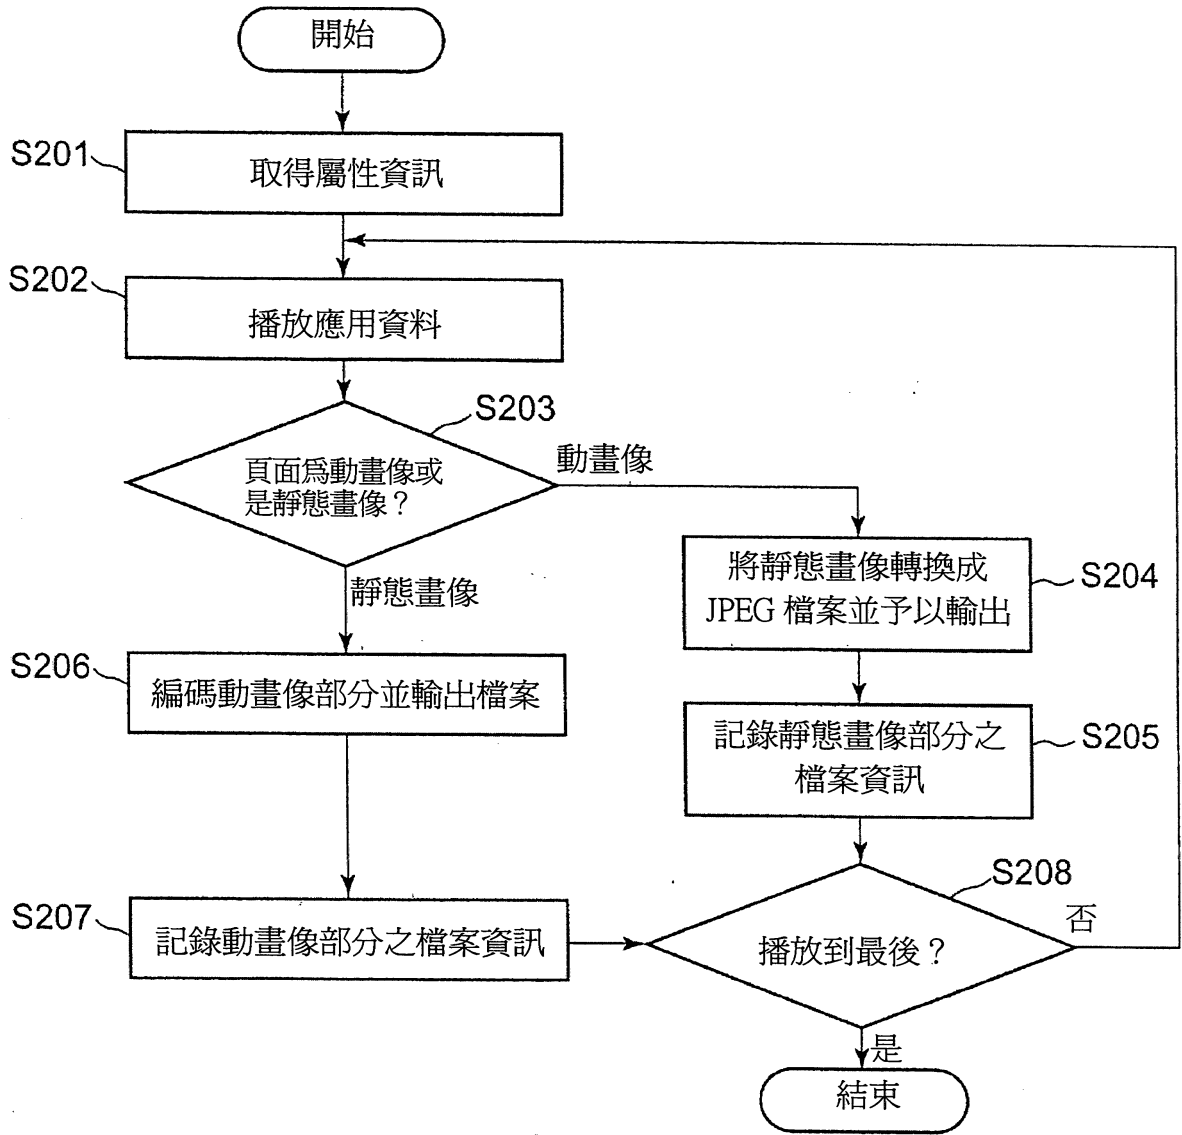 開始
S201
取得屬性資訊
S202
播放應用資料
S203
頁面為動畫像或
是靜態畫像？
動畫像
靜態畫像
將靜態畫像轉換成
JPEG 檔案並予以輸出
S204
S206
編碼動畫像部分並輸出檔案
記錄靜態畫像部分之
檔案資訊
S205
S207
記錄動畫像部分之檔案資訊
S208
播放到最後？
否
是
結束